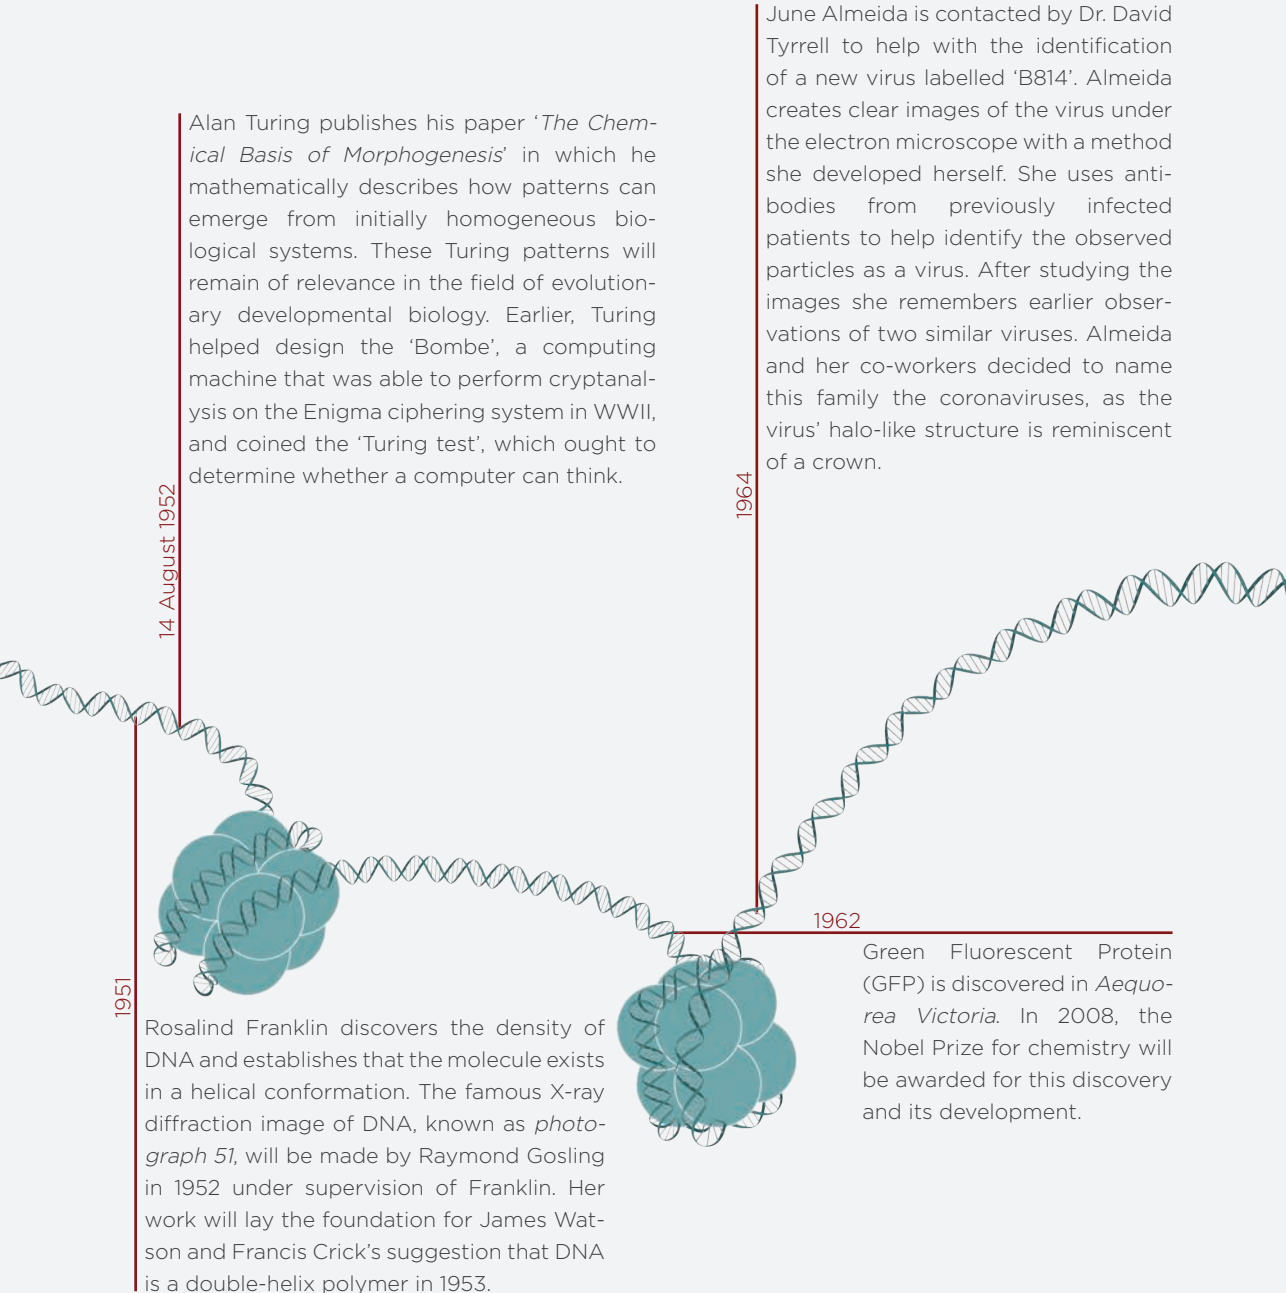 June Almeida is contacted by Dr. David
Tyrrell to help with the identification
of a new virus labelled ‘B814’. Almeida
creates clear images of the virus under
the electron microscope with a method
she developed herself. She uses anti-
bodies from previously infected
patients to help identify the observed
particles as a virus. After studying the
images she remembers earlier obser-
vations of two similar viruses. Almeida
and her co-workers decided to name
this family the coronaviruses, as the
virus’ halo-like structure is reminiscent
of a crown.
1964
Alan Turing publishes his paper ‘The Chem-
ical Basis of Morphogenesis’ in which he
mathematically describes how patterns can
emerge from initially homogeneous bio-
logical systems. These Turing patterns will
remain of relevance in the field of evolution-
ary developmental biology. Earlier, Turing
helped design the ‘Bombe’, a computing
machine that was able to perform cryptanal-
ysis on the Enigma ciphering system in WWII,
and coined the ‘Turing test’, which ought to
determine whether a computer can think.
14 August 1952
1962
Green Fluorescent Protein
(GFP) is discovered in Aequo-
rea Victoria. In 2008, the
Nobel Prize for chemistry will
be awarded for this discovery
and its development.
1951
Rosalind Franklin discovers the density of
DNA and establishes that the molecule exists
in a helical conformation. The famous X-ray
diffraction image of DNA, known as photo-
graph 51, will be made by Raymond Gosling
in 1952 under supervision of Franklin. Her
work will lay the foundation for James Wat-
son and Francis Crick’s suggestion that DNA
is a double-helix polymer in 1953.